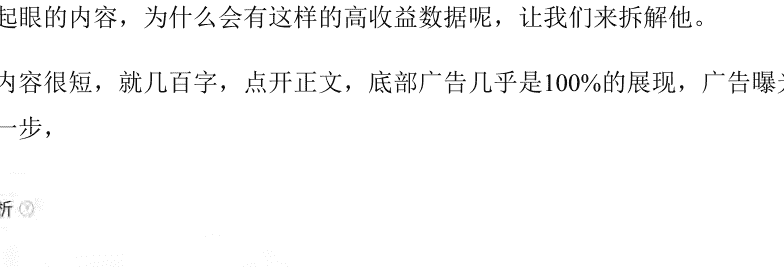 起眼的内容，为什么会有这样的高收益数据呢，让我们来拆解他。
内容很短，就几百字，点开正文，底部广告几乎是100%的展现，广告曝光
一步，
析